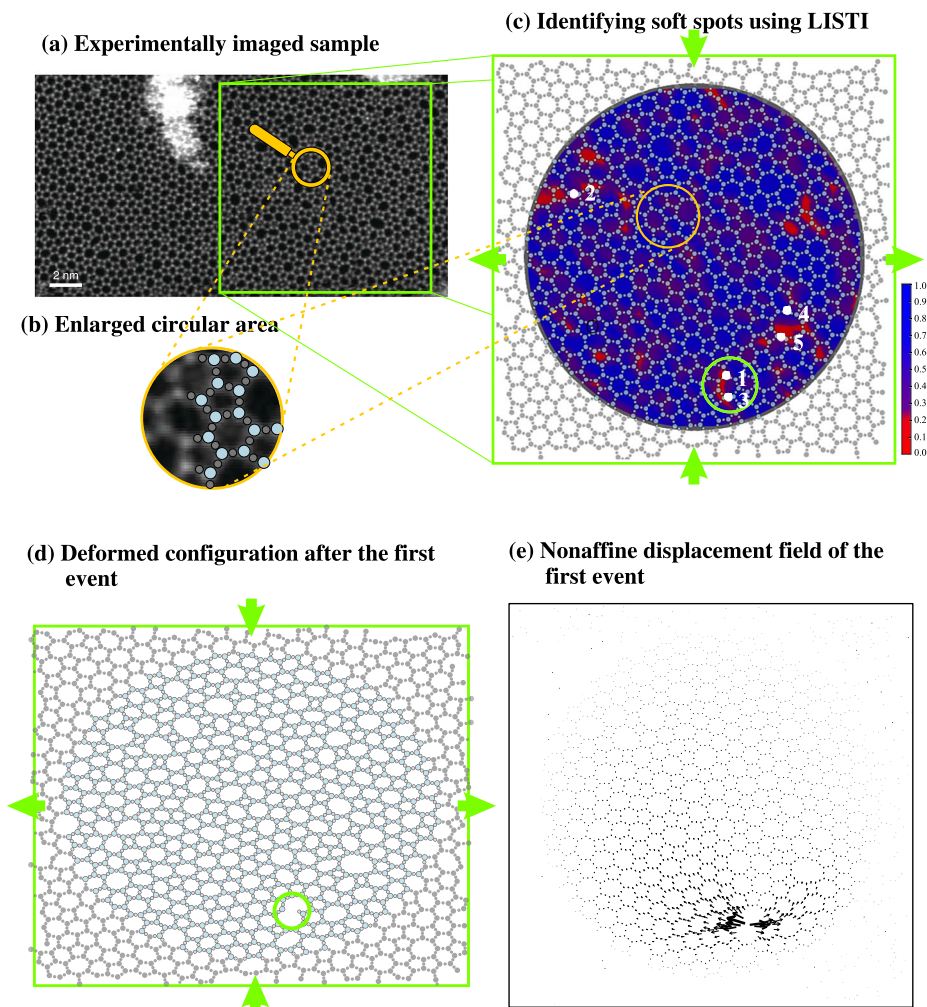 (c) Identifying soft spots using LISTI
(a) Experimentally imaged sample
2 nm
(b) Enlarged circular area
2
4
5
1
3
1.0
0.9
0.8
0.7
0.6
0.5
0.4
0.3
0.2
0.1
0.0
(d) Deformed configuration after the first
event
(e) Nonaffine displacement field of the
first event